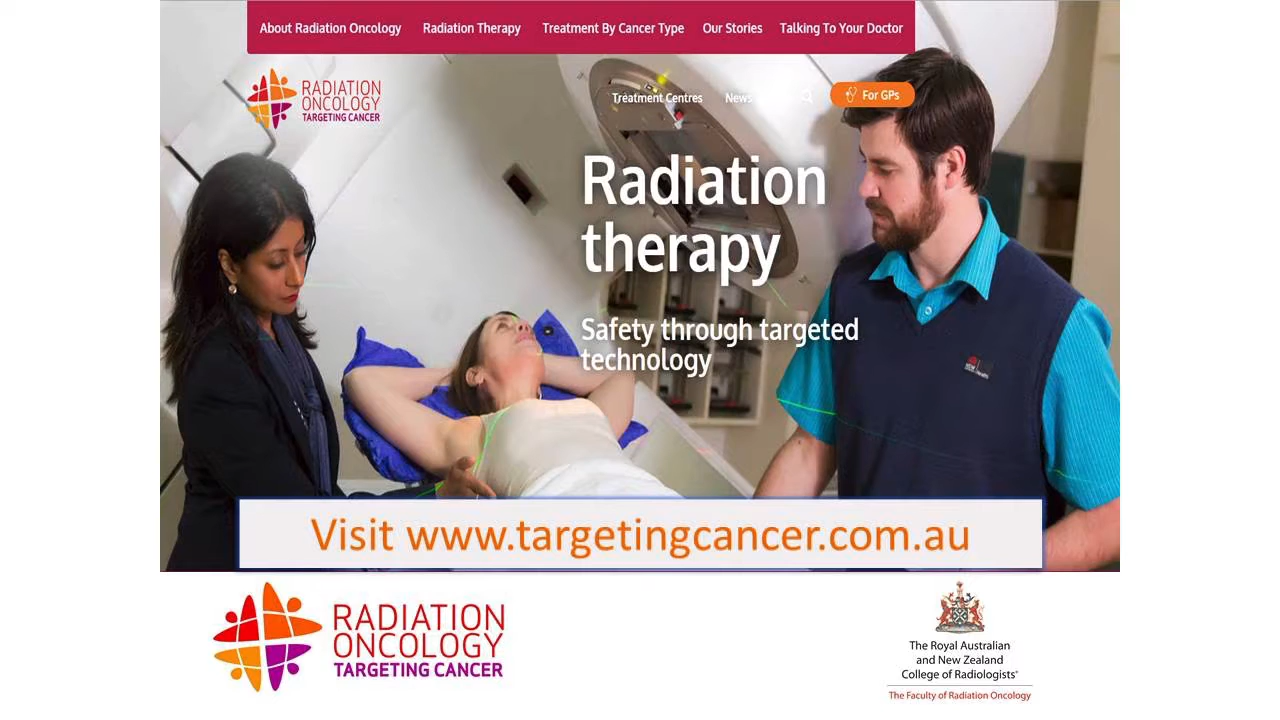 About Radiation Oncology Radiation Therapy Treatment By Cancer Type Our Stories Talking To Your Doctor
RADIATION
ONCOLOGY
TARGETING CANCER
Treatment Centres News For GPs
Radiation
therapy
Safety through targeted
technology
Visit www.targetingcancer.com.au
RADIATION
ONCOLOGY
TARGETING CANCER
The Royal Australian
and New Zealand
College of Radiologists®
The Faculty of Radiation Oncology